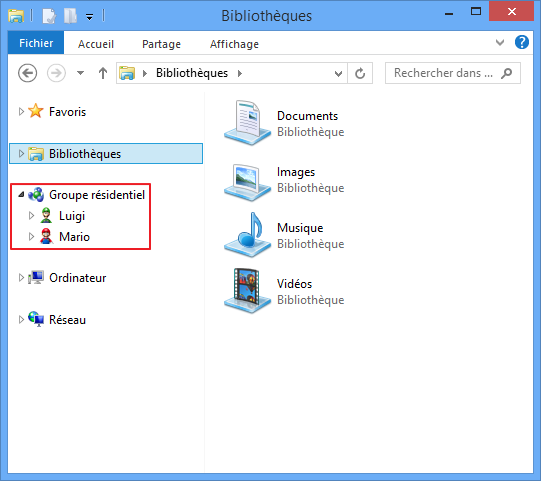 Bibliothèques
Fichier Accueil Partage Affichage
Bibliothèques Rechercher dans ...
Favoris
Bibliothèques
Groupe résidentiel
Luigi
Mario
Ordinateur
Réseau
Documents
Bibliothèque
Images
Bibliothèque
Musique
Bibliothèque
Vidéos
Bibliothèque